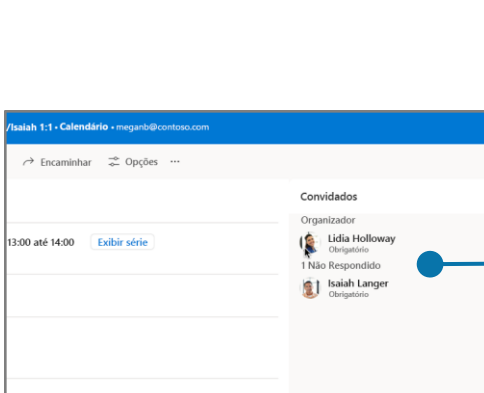 /Isaiah 1:1 • Calendário • meganb@contoso.com
Encaminhar Opções ...
Convidados
Organizador
Lidia Holloway
Obrigatório
13:00 até 14:00 Exibir série
1 Não Respondido
Isaiah Langer
Obrigatório